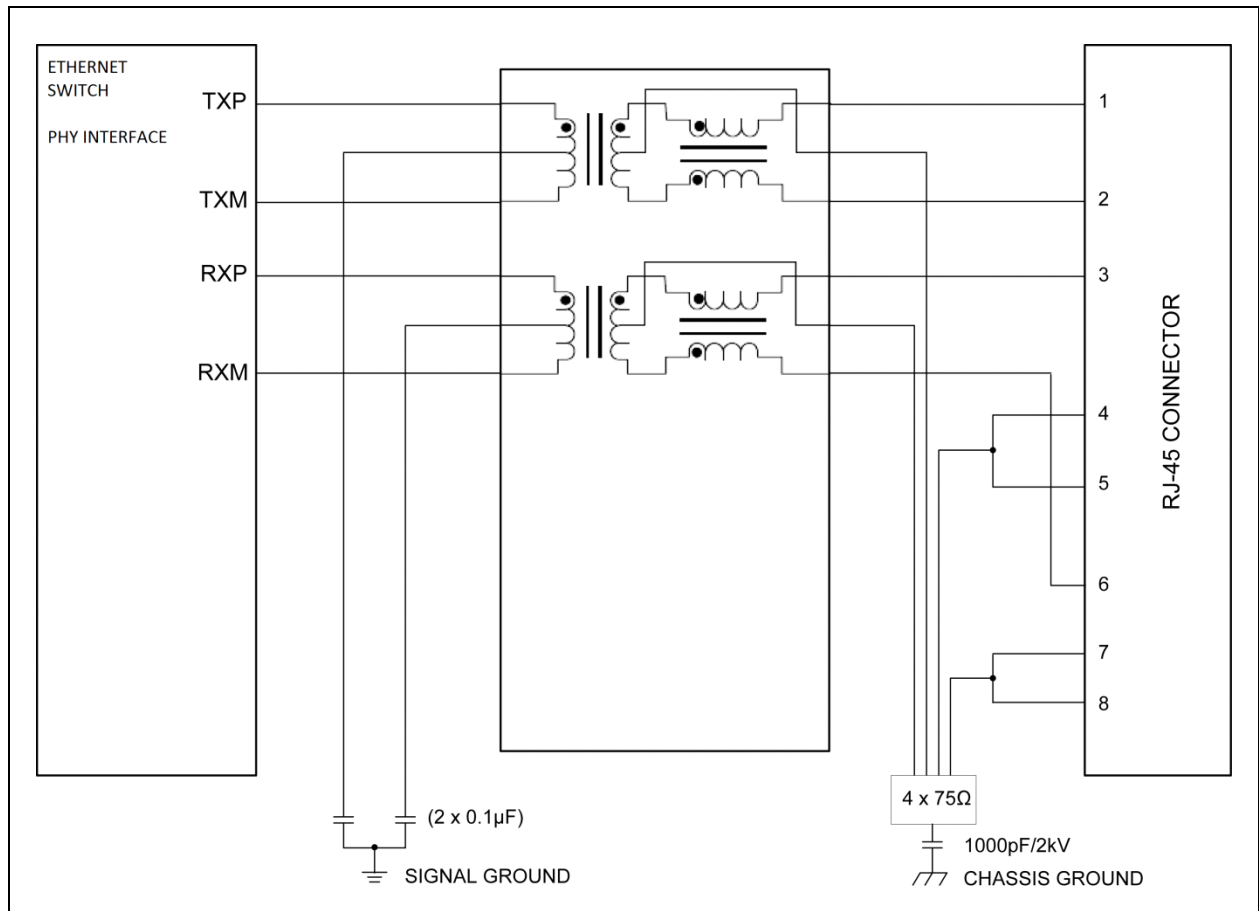 ETHERNET
SWITCH
PHY INTERFACE
TXP
TXM
RXP
RXM
1
2
3
4
5
6
7
8
RJ-45 CONNECTOR
(2 x 0.1µF)
SIGNAL GROUND
4 x 75Ω
1000pF/2kV
CHASSIS GROUND